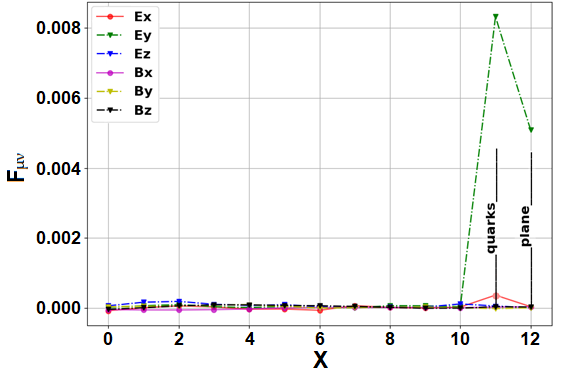 Ex
Ey
Ez
Bx
By
Bz
0.008
0.006
0.004
0.002
0.000
Fμν
quarks
plane
0 2 4 6 8 10 12
X